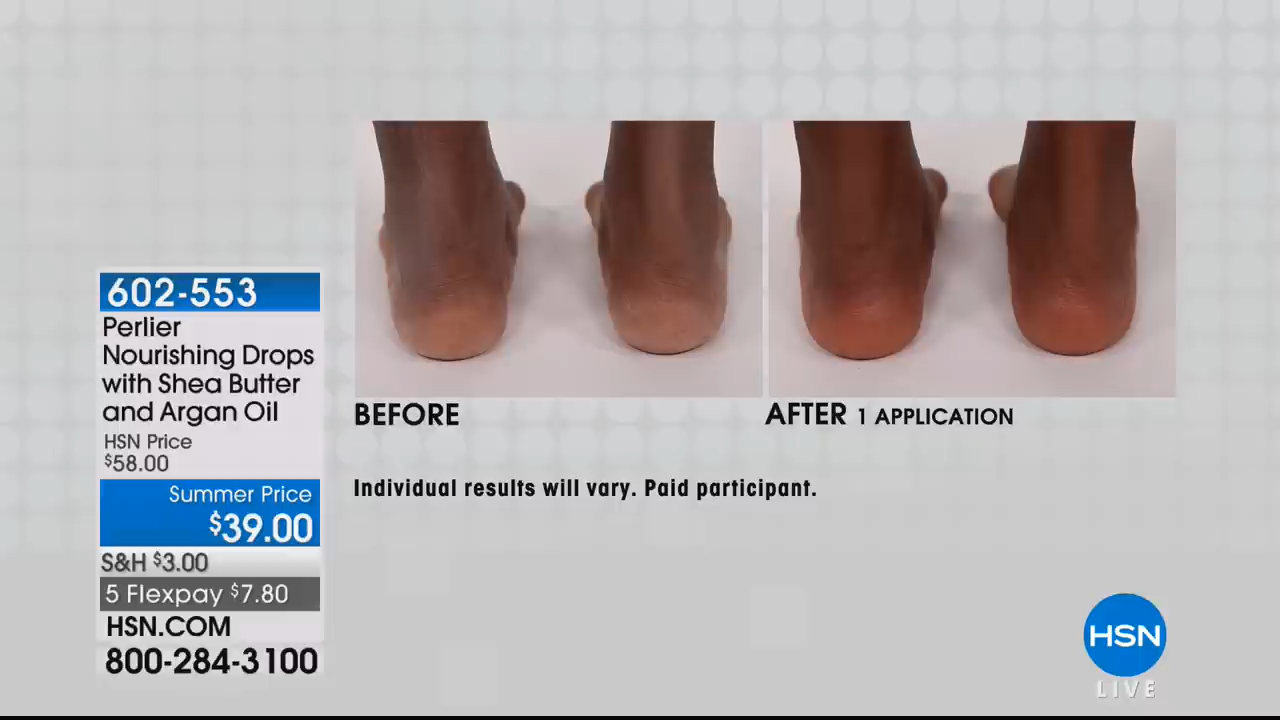 602-553
Perlier
Nourishing Drops
with Shea Butter
and Argan Oil
HSN Price
$58.00
Summer Price
$39.00
S&H $3.00
5 Flexpay $7.80
HSN.COM
800-284-3100
BEFORE
AFTER 1 APPLICATION
Individual results will vary. Paid participant.
HSN
LIVE